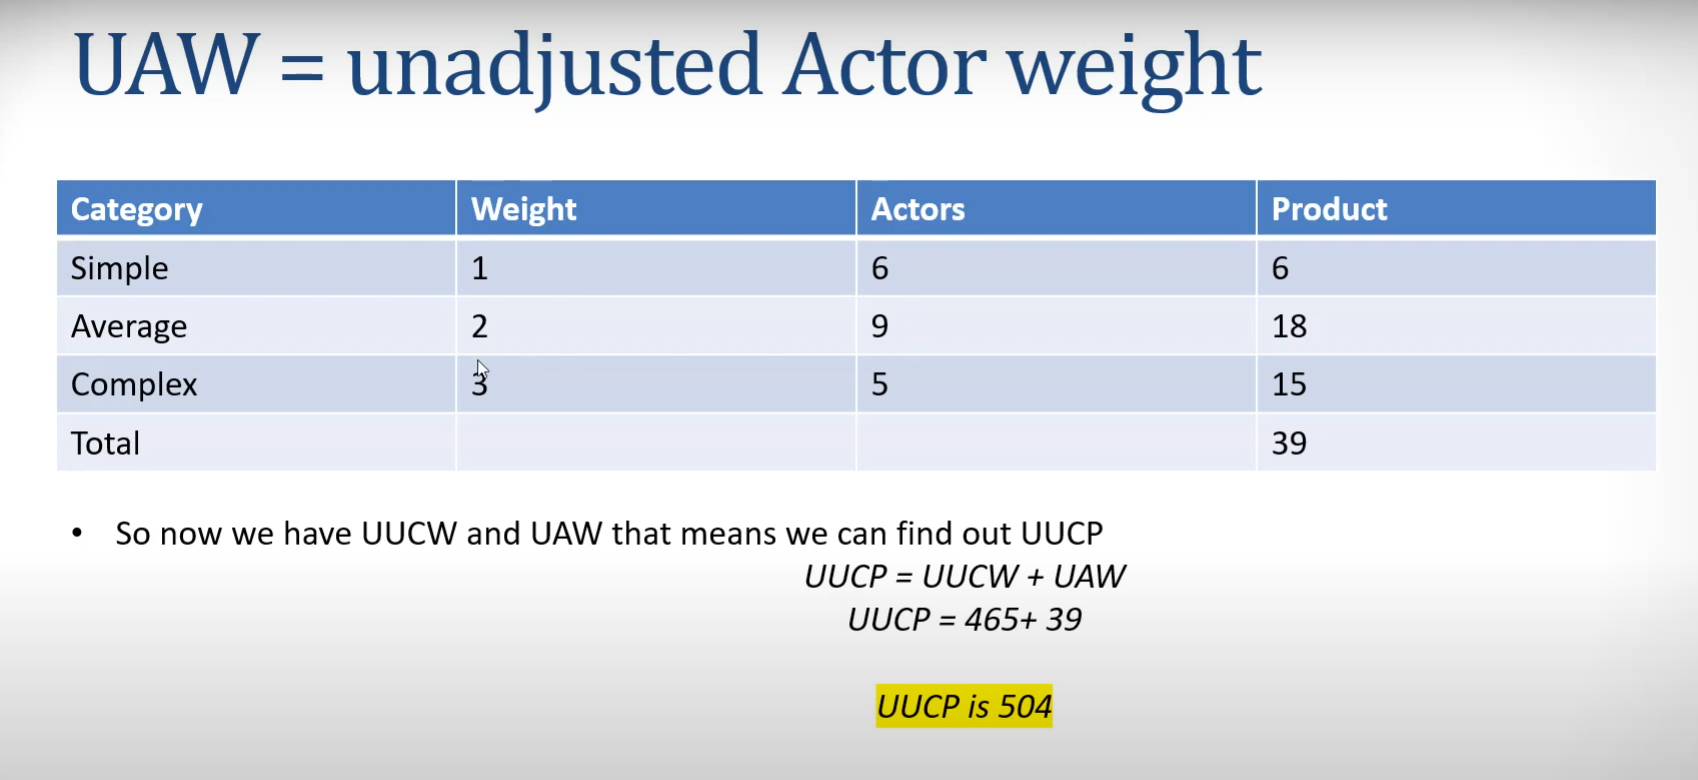 UAW = unadjusted Actor weight
Category Weight Actors Product
Simple 1 6 6
Average 2 9 18
Complex 3 5 15
Total 39
• So now we have UUCW and UAW that means we can find out UUCP
UUCP = UUCW + UAW
UUCP = 465+ 39
UUCP is 504